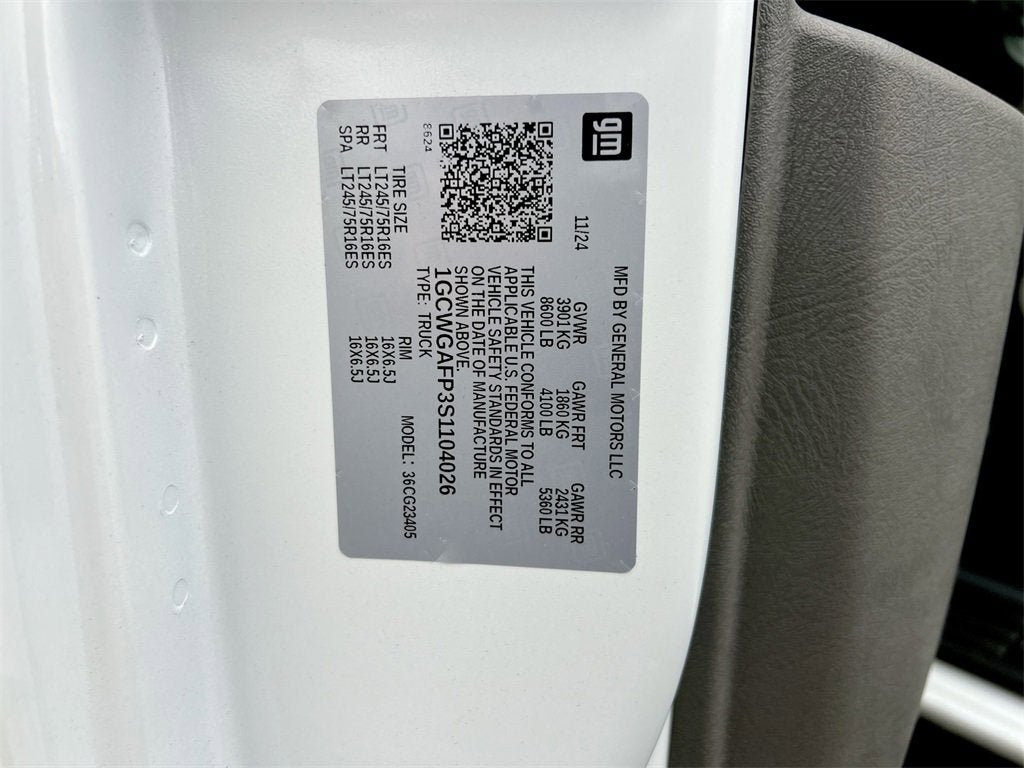 gm
MFD BY GENERAL MOTORS LLC
11/24
GVWR GAWR FRT GAWR RR
3901 KG 1860 KG 2431 KG
8600 LB 4100 LB 5360 LB
THIS VEHICLE CONFORMS TO ALL
APPLICABLE U.S. FEDERAL MOTOR
VEHICLE SAFETY STANDARDS IN EFFECT
ON THE DATE OF MANUFACTURE
SHOWN ABOVE.
1GCWGAFP3S1104026
8624
TYPE: TRUCK MODEL: 36CG23405
TIRE SIZE RIM
FRT LT245/75R16ES 16X6.5J
RR LT245/75R16ES 16X6.5J
SPA LT245/75R16ES 16X6.5J